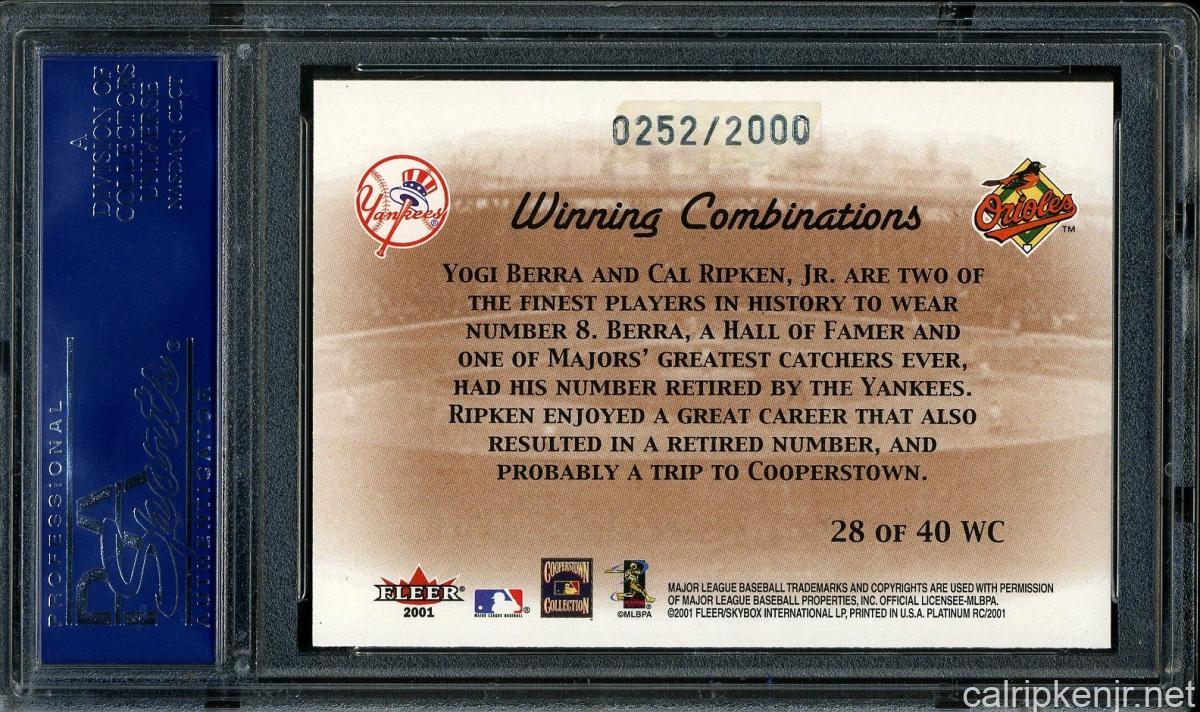 A
DIVISION OF
COLLECTORS
UNIVERSE
NASDAQ: CLCT
PROFESSIONAL
PSA
Sports®
AUTHENTICATOR
0252/2000
Yankees®
Winning Combinations
Orioles™
Yogi Berra and Cal Ripken, Jr. are two of
the finest players in history to wear
number 8. Berra, a Hall of Famer and
one of Majors' greatest catchers ever,
had his number retired by the Yankees.
Ripken enjoyed a great career that also
resulted in a retired number, and
probably a trip to Cooperstown.
28 of 40 WC
FLEER®
2001
MAJOR LEAGUE BASEBALL®
COOPERSTOWN
COLLECTION
©MLBPA
MAJOR LEAGUE BASEBALL TRADEMARKS AND COPYRIGHTS ARE USED WITH PERMISSION
OF MAJOR LEAGUE BASEBALL PROPERTIES, INC. OFFICIAL LICENSEE-MLBPA.
©2001 FLEER/SKYBOX INTERNATIONAL LP, PRINTED IN U.S.A. PLATINUM RC/2001
calripkenjr.net